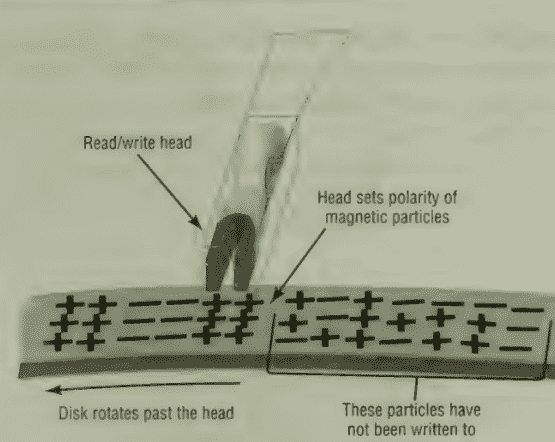 Read/write head
Head sets polarity of
magnetic particles
Disk rotates past the head
These particles have
not been written to